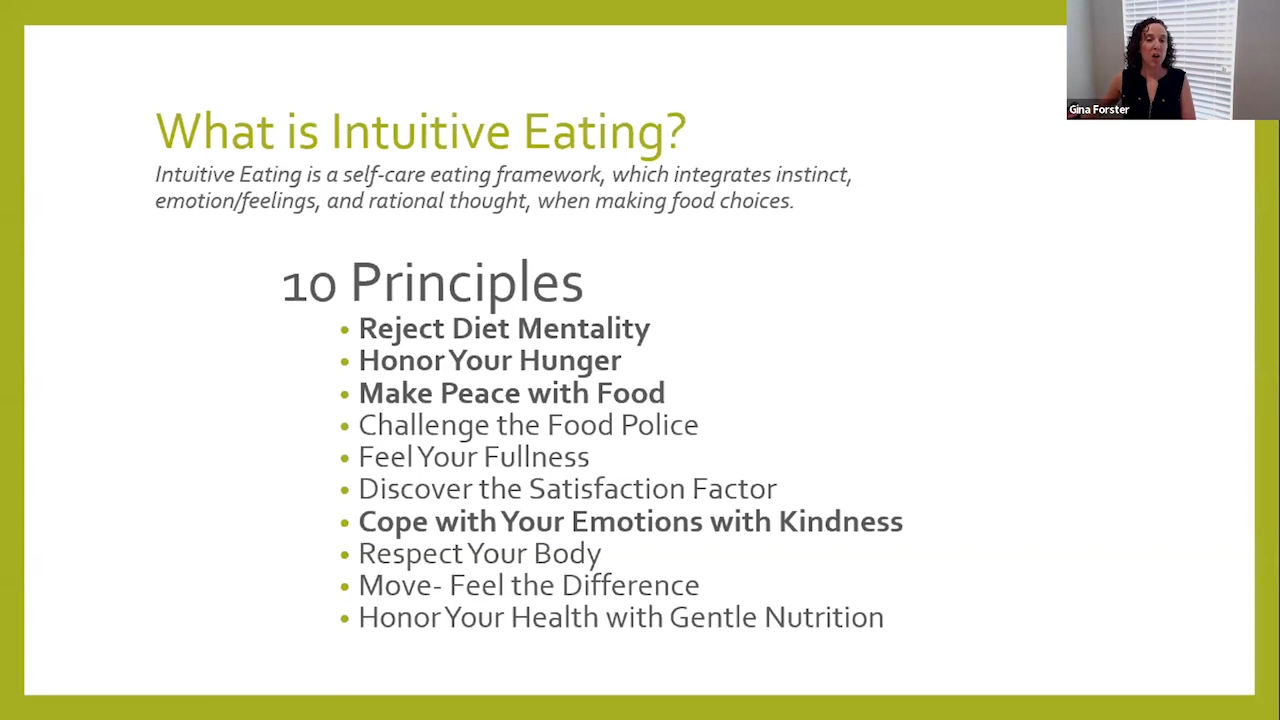 Gina Forster
What is Intuitive Eating?
Intuitive Eating is a self-care eating framework, which integrates instinct,
emotion/feelings, and rational thought, when making food choices.
10 Principles
• Reject Diet Mentality
• Honor Your Hunger
• Make Peace with Food
• Challenge the Food Police
• Feel Your Fullness
• Discover the Satisfaction Factor
• Cope with Your Emotions with Kindness
• Respect Your Body
• Move- Feel the Difference
• Honor Your Health with Gentle Nutrition